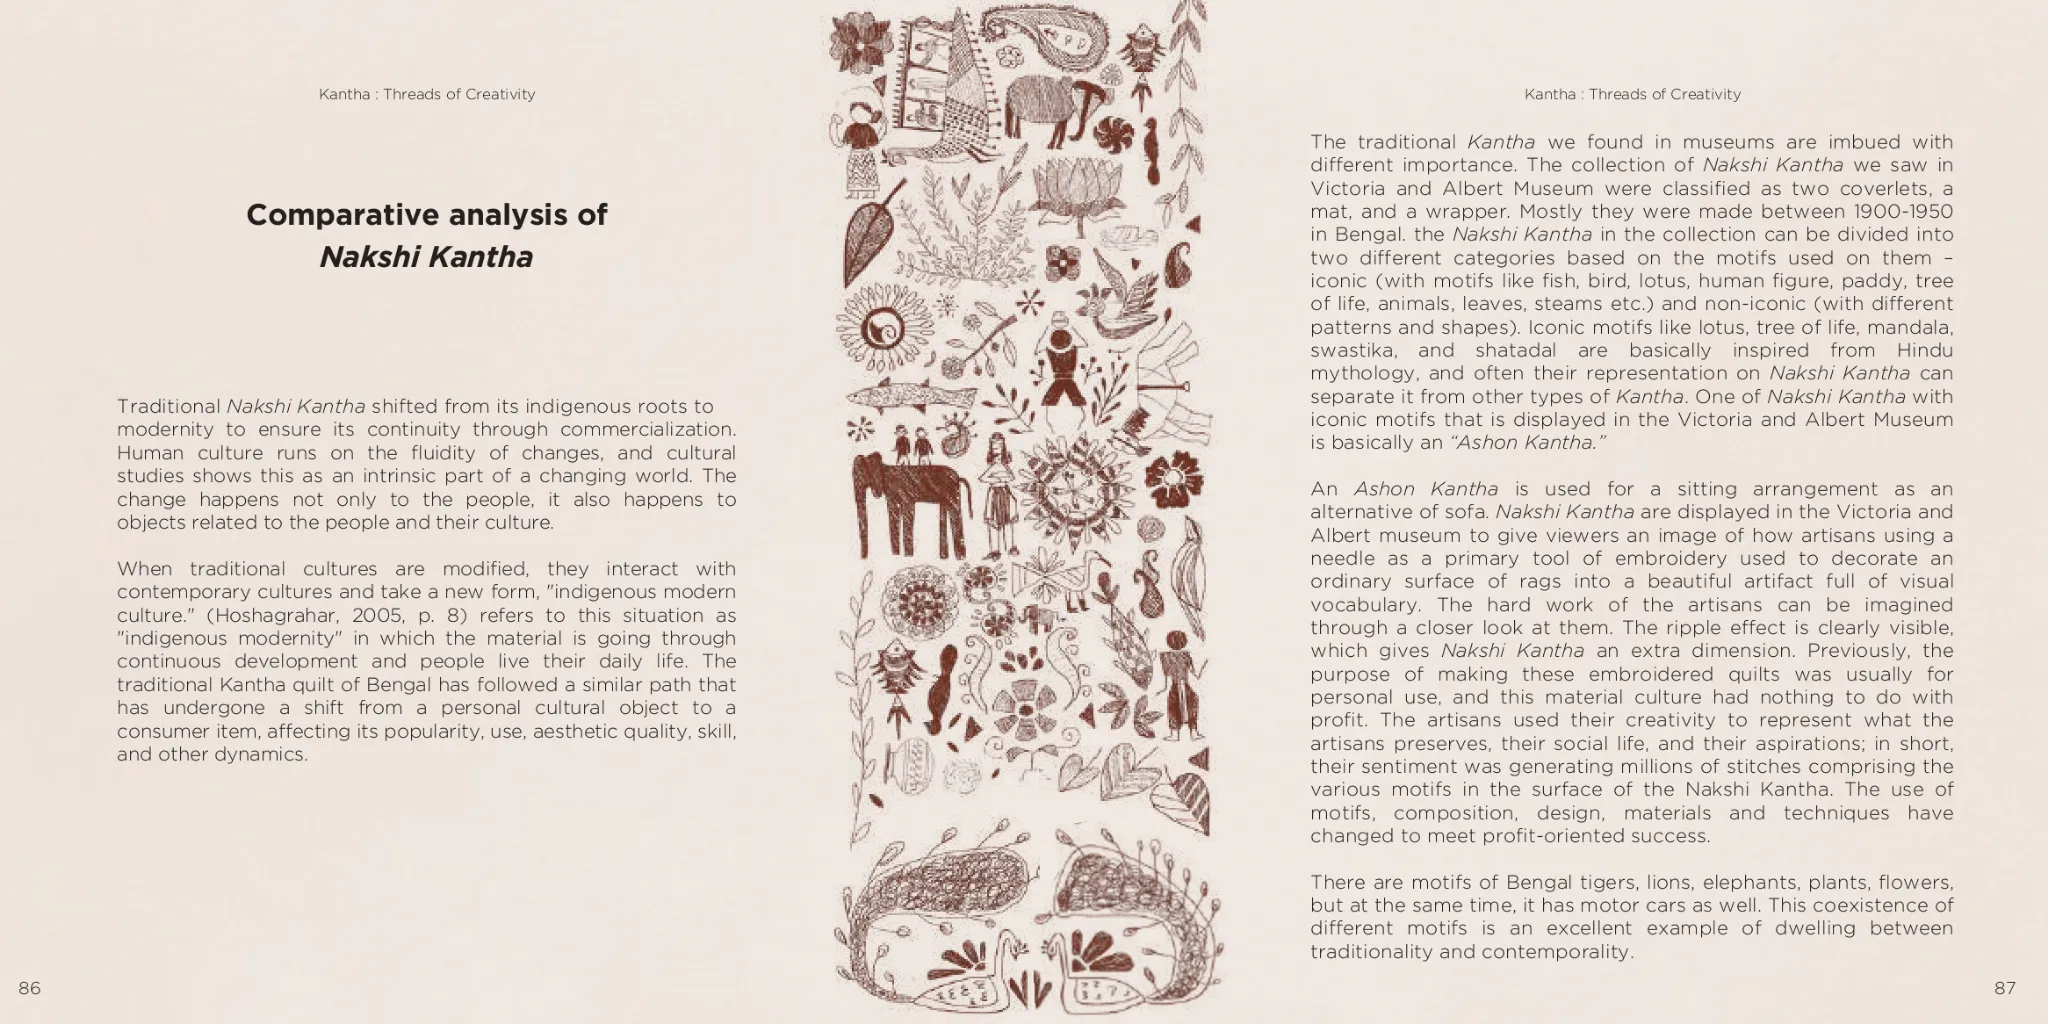 Kantha : Threads of Creativity
Comparative analysis of
Nakshi Kantha
Traditional Nakshi Kantha shifted from its indigenous roots to
modernity to ensure its continuity through commercialization.
Human culture runs on the fluidity of changes, and cultural
studies shows this as an intrinsic part of a changing world. The
change happens not only to the people, it also happens to
objects related to the people and their culture.
When traditional cultures are modified, they interact with
contemporary cultures and take a new form, "indigenous modern
culture." (Hoshagrahar, 2005, p. 8) refers to this situation as
"indigenous modernity" in which the material is going through
continuous development and people live their daily life. The
traditional Kantha quilt of Bengal has followed a similar path that
has undergone a shift from a personal cultural object to a
consumer item, affecting its popularity, use, aesthetic quality, skill,
and other dynamics.
86
Kantha : Threads of Creativity
The traditional Kantha we found in museums are imbued with
different importance. The collection of Nakshi Kantha we saw in
Victoria and Albert Museum were classified as two coverlets, a
mat, and a wrapper. Mostly they were made between 1900-1950
in Bengal. the Nakshi Kantha in the collection can be divided into
two different categories based on the motifs used on them –
iconic (with motifs like fish, bird, lotus, human figure, paddy, tree
of life, animals, leaves, steams etc.) and non-iconic (with different
patterns and shapes). Iconic motifs like lotus, tree of life, mandala,
swastika, and shatadal are basically inspired from Hindu
mythology, and often their representation on Nakshi Kantha can
separate it from other types of Kantha. One of Nakshi Kantha with
iconic motifs that is displayed in the Victoria and Albert Museum
is basically an “Ashon Kantha.”
An Ashon Kantha is used for a sitting arrangement as an
alternative of sofa. Nakshi Kantha are displayed in the Victoria and
Albert museum to give viewers an image of how artisans using a
needle as a primary tool of embroidery used to decorate an
ordinary surface of rags into a beautiful artifact full of visual
vocabulary. The hard work of the artisans can be imagined
through a closer look at them. The ripple effect is clearly visible,
which gives Nakshi Kantha an extra dimension. Previously, the
purpose of making these embroidered quilts was usually for
personal use, and this material culture had nothing to do with
profit. The artisans used their creativity to represent what the
artisans preserves, their social life, and their aspirations; in short,
their sentiment was generating millions of stitches comprising the
various motifs in the surface of the Nakshi Kantha. The use of
motifs, composition, design, materials and techniques have
changed to meet profit-oriented success.
There are motifs of Bengal tigers, lions, elephants, plants, flowers,
but at the same time, it has motor cars as well. This coexistence of
different motifs is an excellent example of dwelling between
traditionality and contemporality.
87